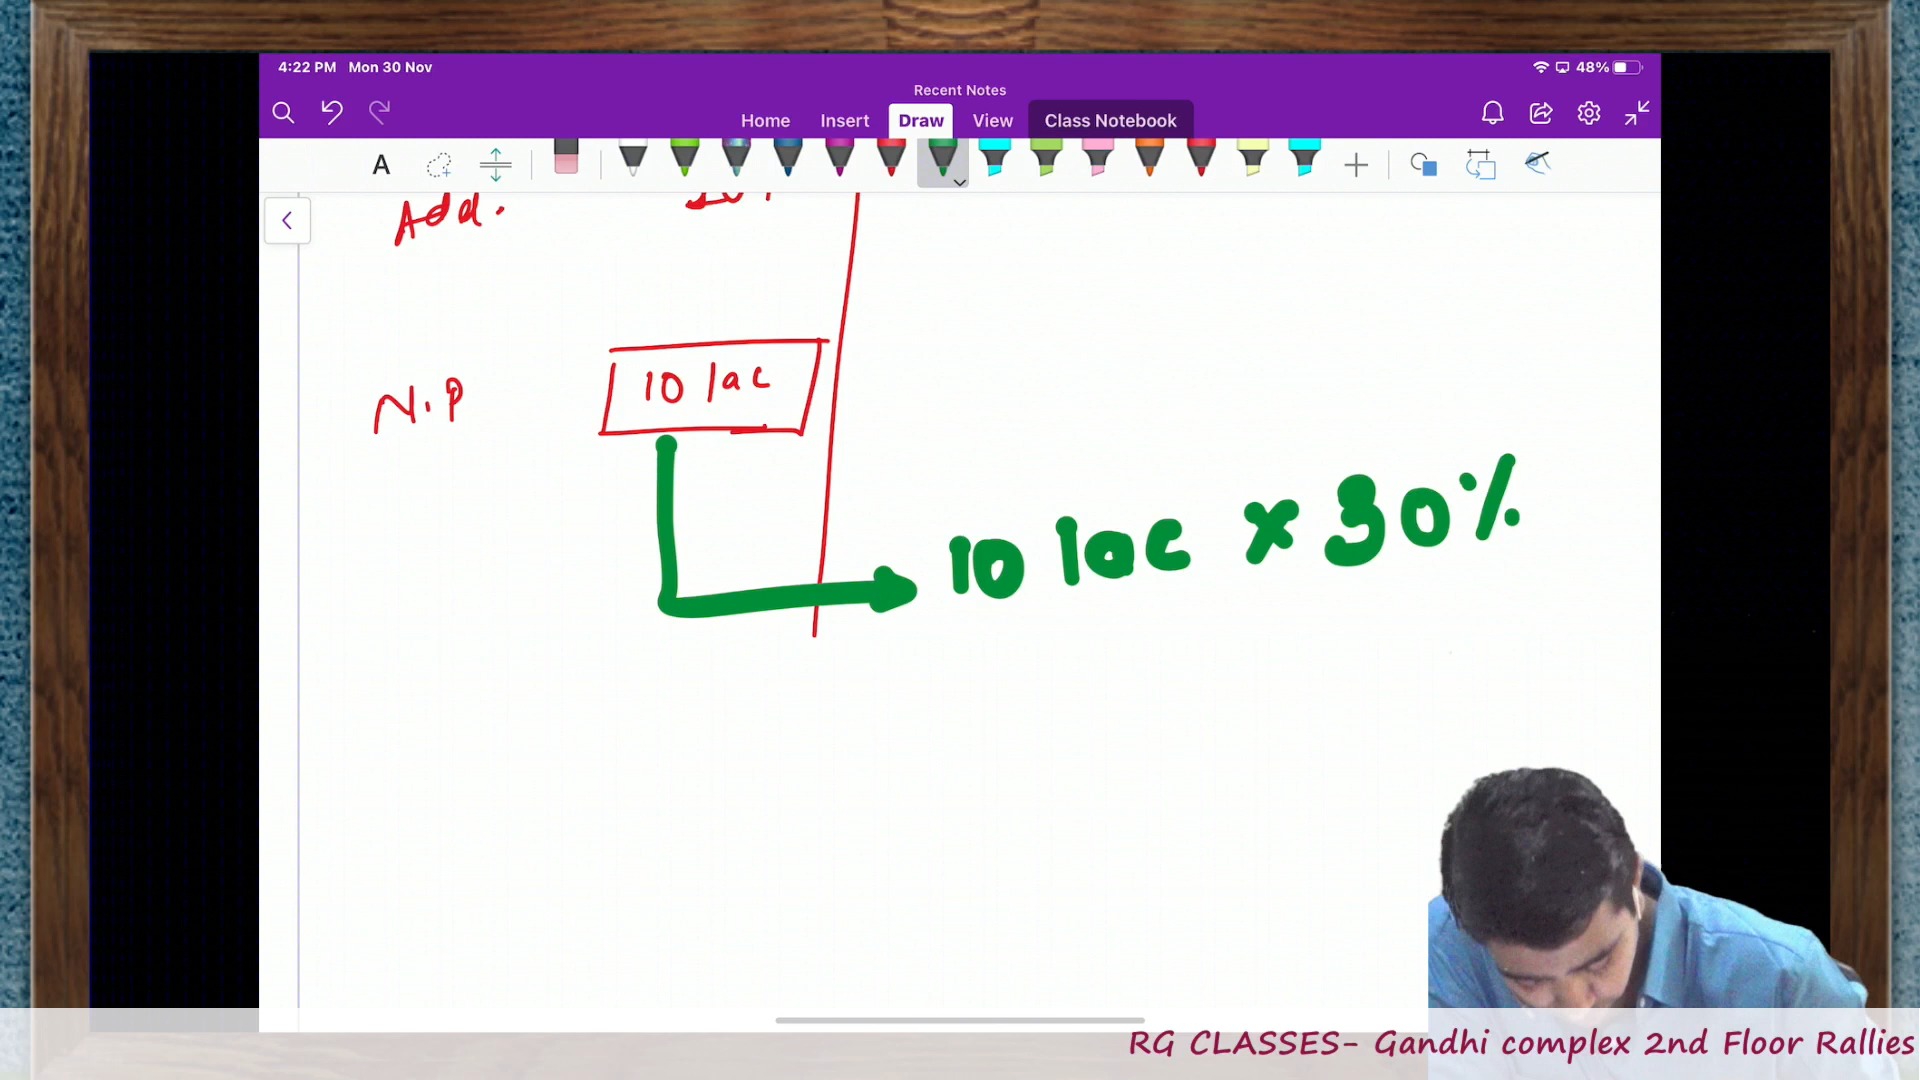 4:22 PM Mon 30 Nov
48%
Recent Notes
Home Insert Draw View Class Notebook
A
Add.
N.P 10 lac
10 lac x 30%
RG CLASSES- Gandhi complex 2nd Floor Rallies